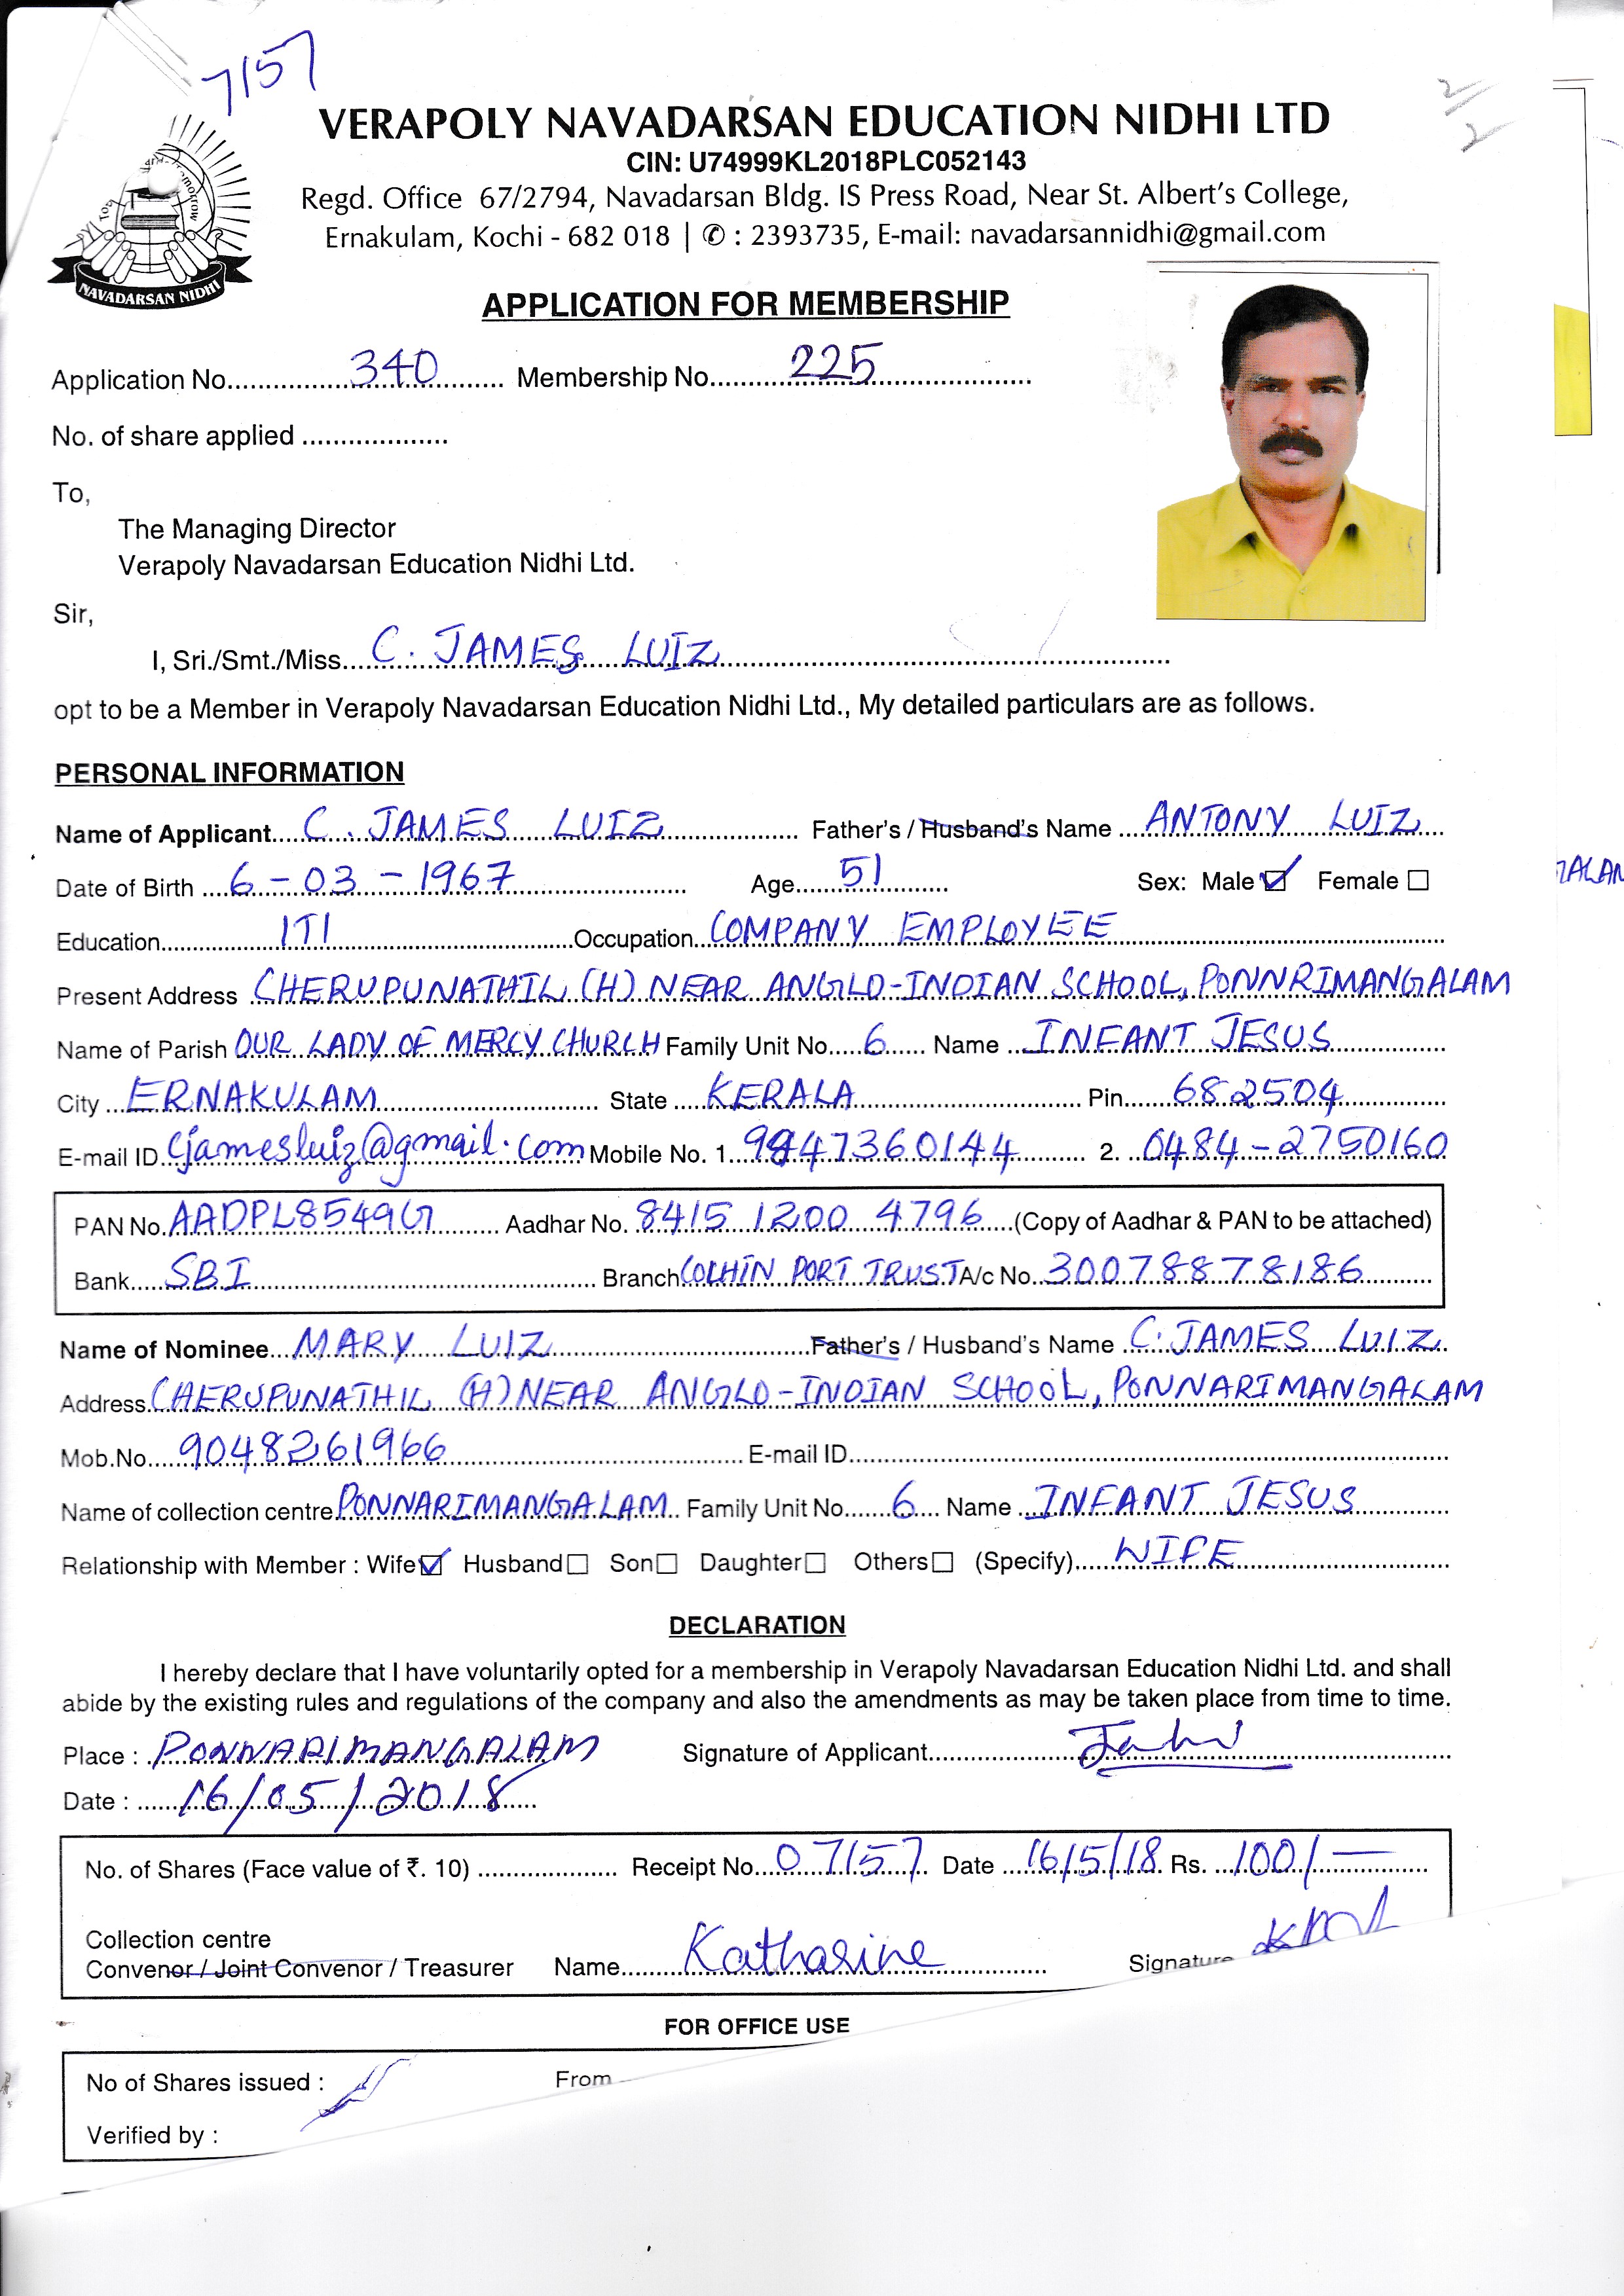 7157
VERAPOLY NAVADARSAN EDUCATION NIDHI LTD
CIN: U74999KL2018PLC052143
Regd. Office 67/2794, Navadarsan Bldg. IS Press Road, Near St. Albert's College,
Ernakulam, Kochi - 682 018 | ✆ : 2393735, E-mail: navadarsannidhi@gmail.com
NAVADARSAN NIDHI
APPLICATION FOR MEMBERSHIP
Application No. 340 Membership No. 225
No. of share applied
To,
The Managing Director
Verapoly Navadarsan Education Nidhi Ltd.
Sir,
I, Sri./Smt./Miss. C. JAMES LUIZ
opt to be a Member in Verapoly Navadarsan Education Nidhi Ltd., My detailed particulars are as follows.
PERSONAL INFORMATION
Name of Applicant C. JAMES LUIZ Father's / Husband's Name ANTONY LUIZ
Date of Birth 6 - 03 - 1967 Age 51 Sex: Male ☑ Female ☐
Education ITI Occupation COMPANY EMPLOYEE
Present Address CHERUPUNATHIL (H) NEAR ANGLO-INDIAN SCHOOL, PONNRIMANGALAM
Name of Parish OUR LADY OF MERCY CHURCH Family Unit No. 6 Name INFANT JESUS
City ERNAKULAM State KERALA Pin 682504
E-mail ID cjamesluiz@gmail.com Mobile No. 1. 9947360144 2. 0484-2750160
PAN No. AADPL8549G Aadhar No. 8415 1200 4796 (Copy of Aadhar & PAN to be attached)
Bank SBI Branch COCHIN PORT TRUST A/c No. 30078878186
Name of Nominee MARY LUIZ Father's / Husband's Name C. JAMES LUIZ
Address CHERUPUNATHIL (H) NEAR ANGLO-INDIAN SCHOOL, PONNARIMANGALAM
Mob.No. 9048261966 E-mail ID
Name of collection centre PONNARIMANGALAM Family Unit No. 6 Name INFANT JESUS
Relationship with Member : Wife ☑ Husband ☐ Son ☐ Daughter ☐ Others ☐ (Specify) WIFE
DECLARATION
I hereby declare that I have voluntarily opted for a membership in Verapoly Navadarsan Education Nidhi Ltd. and shall
abide by the existing rules and regulations of the company and also the amendments as may be taken place from time to time.
Place : PONNARIMANGALAM Signature of Applicant
Date : 16/05/2018
No. of Shares (Face value of ₹. 10) Receipt No. 07157 Date 16/5/18 Rs. 100/-
Collection centre
Convenor / Joint Convenor / Treasurer Name Katharine Signature
FOR OFFICE USE
No of Shares issued : From
Verified by :